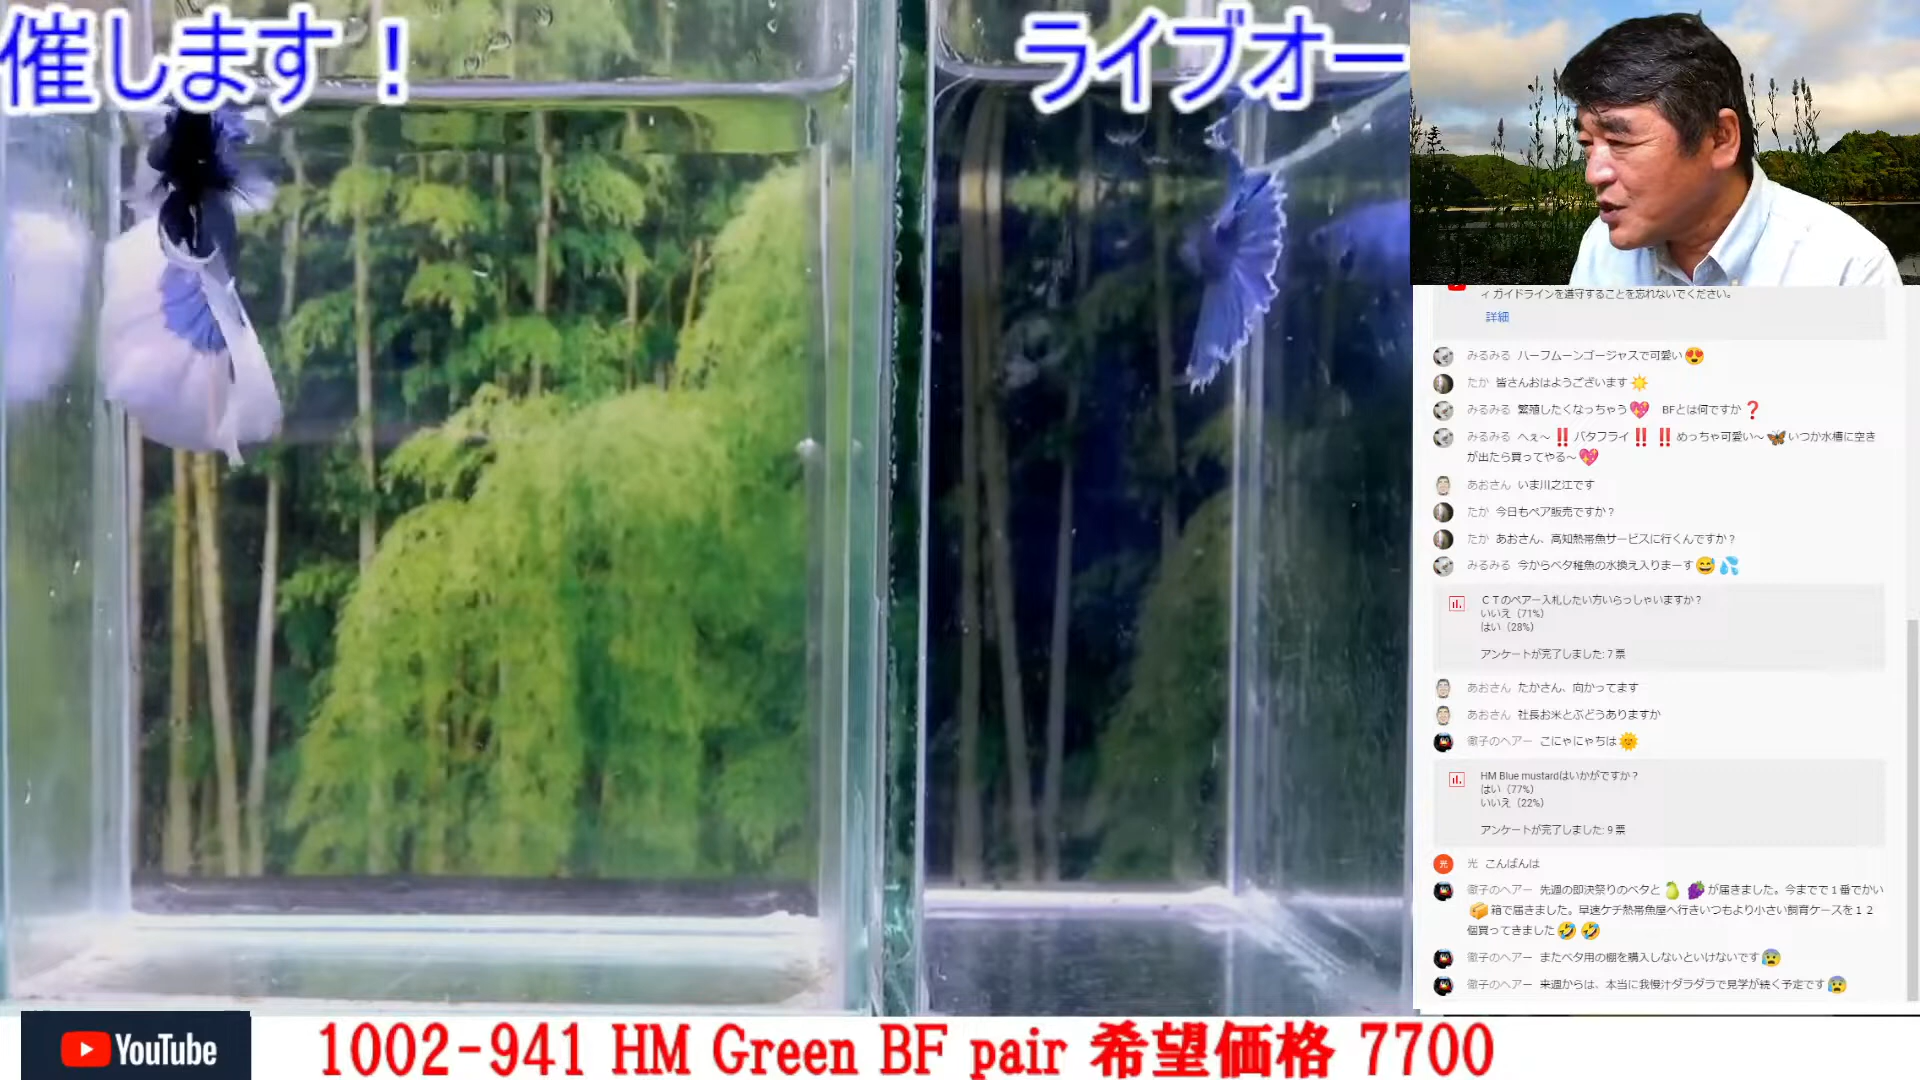 催します！
ライブオー
ィ ガイドラインを遵守することを忘れないでください。
詳細
みるみる ハーフムーンゴージャスで可愛い😍
たか 皆さんおはようございます☀️
みるみる 繁殖したくなっちゃう💖 BFとは何ですか❓
みるみる へぇ〜‼️バタフライ‼️‼️めっちゃ可愛い〜🦋いつか水槽に空き
が出たら買ってやる〜💖
あおさん いま川之江です
たか 今日もペア販売ですか？
たか あおさん、高知熱帯魚サービスに行くんですか？
みるみる 今からベタ稚魚の水換え入りまーす😅💦
ＣＴのペアー入札したい方いらっしゃいますか？
いいえ（71%）
はい（28%）
アンケートが完了しました: 7 票
あおさん たかさん、向かってます
あおさん 社長お米とぶどうありますか
徹子のヘアー こにゃにゃちは🌞
HM Blue mustardはいかがですか？
はい（77%）
いいえ（22%）
アンケートが完了しました: 9 票
光 光 こんばんは
徹子のヘアー 先週の即決祭りのベタと🍐🍇が届きました。今までで１番でかい
📦箱で届きました。早速ケチ熱帯魚屋へ行きいつもより小さい飼育ケースを１２
個買ってきました🤣🤣
徹子のヘアー またベタ用の棚を購入しないといけないです😰
徹子のヘアー 来週からは、本当に我慢汁ダラダラで見学が続く予定です😰
YouTube
1002-941 HM Green BF pair 希望価格 7700